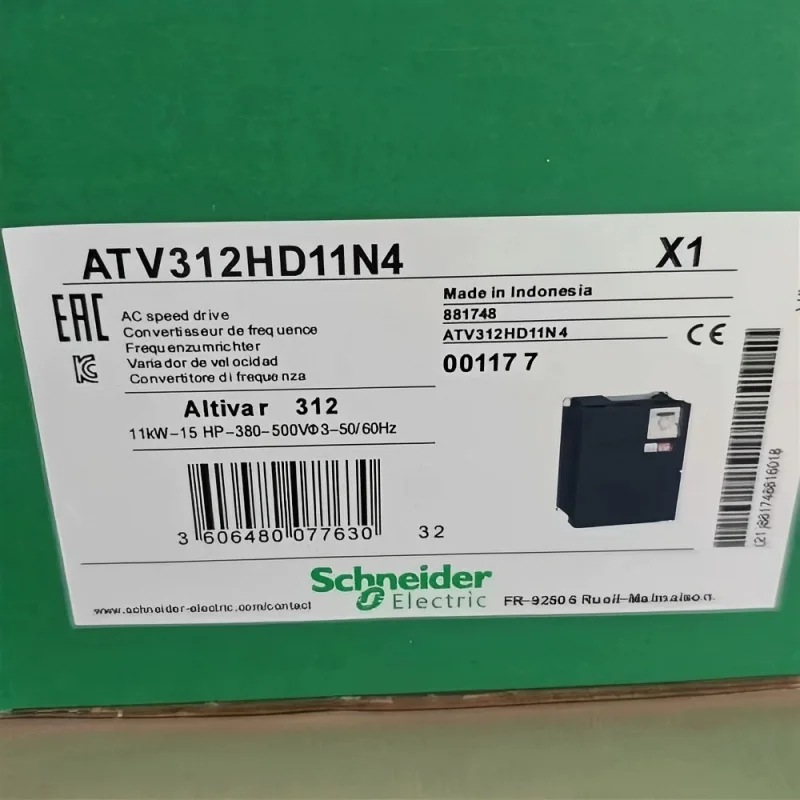 ATV312HD11N4 X1
EAC
AC speed drive
Convertisseur de frequence
Frequenzumrichter
Variador de velocidad
Convertitore di frequenza
Made in Indonesia
881748
ATV312HD11N4
CE
00117 7
Altivar 312
11kW-15 HP-380-500VΦ3-50/60Hz
3 606480 077630 32
Schneider
Electric
www.schneider-electric.com/contact
FR-92506 Rueil-Malmaison